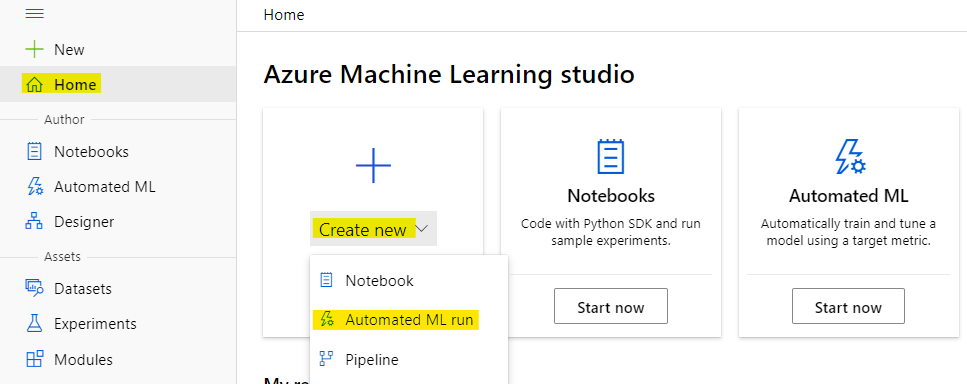 New
Home
Author
Notebooks
Automated ML
Designer
Assets
Datasets
Experiments
Modules
Home
Azure Machine Learning studio
Create new
Notebook
Automated ML run
Pipeline
Notebooks
Code with Python SDK and run
sample experiments.
Start now
Automated ML
Automatically train and tune a
model using a target metric.
Start now
My